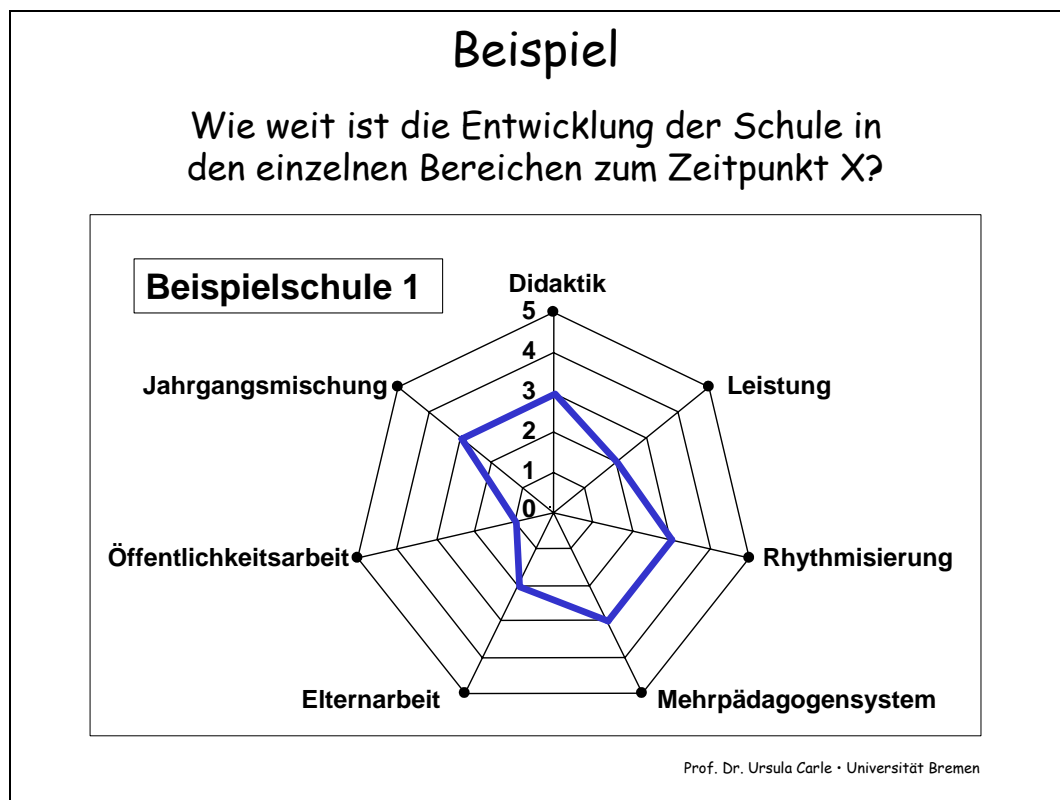 Beispiel
Wie weit ist die Entwicklung der Schule in
den einzelnen Bereichen zum Zeitpunkt X?
Beispielschule 1
Didaktik
5
4
3
2
1
0
Jahrgangsmischung
Leistung
Öffentlichkeitsarbeit
Rhythmisierung
Elternarbeit
Mehrpädagogensystem
Prof. Dr. Ursula Carle • Universität Bremen